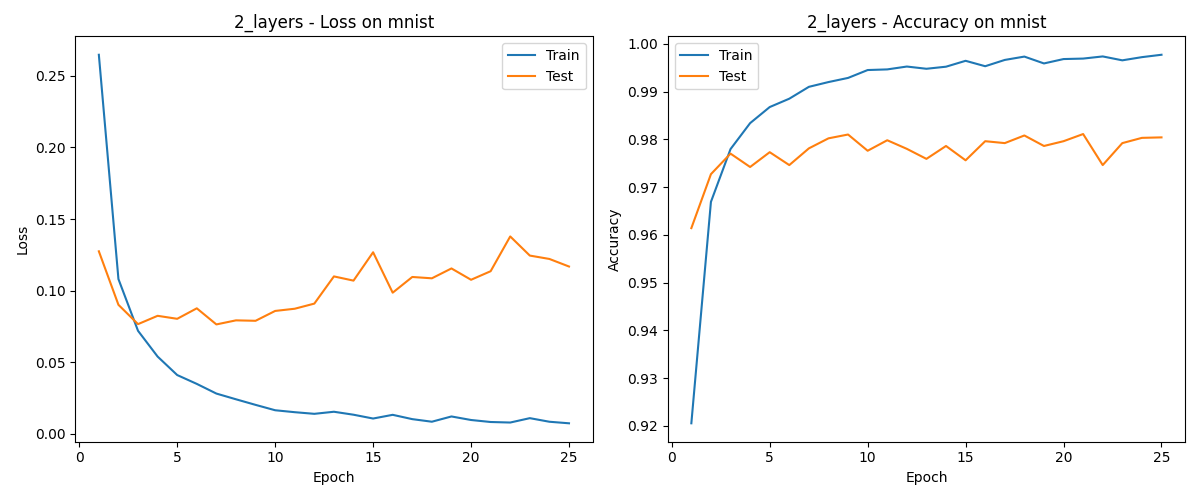 2_layers - Loss on mnist
Train
Test
0.25
0.20
0.15
0.10
0.05
0.00
Loss
0
5
10
15
20
25
Epoch
2_layers - Accuracy on mnist
Train
Test
1.00
0.99
0.98
0.97
0.96
0.95
0.94
0.93
0.92
Accuracy
0
5
10
15
20
25
Epoch